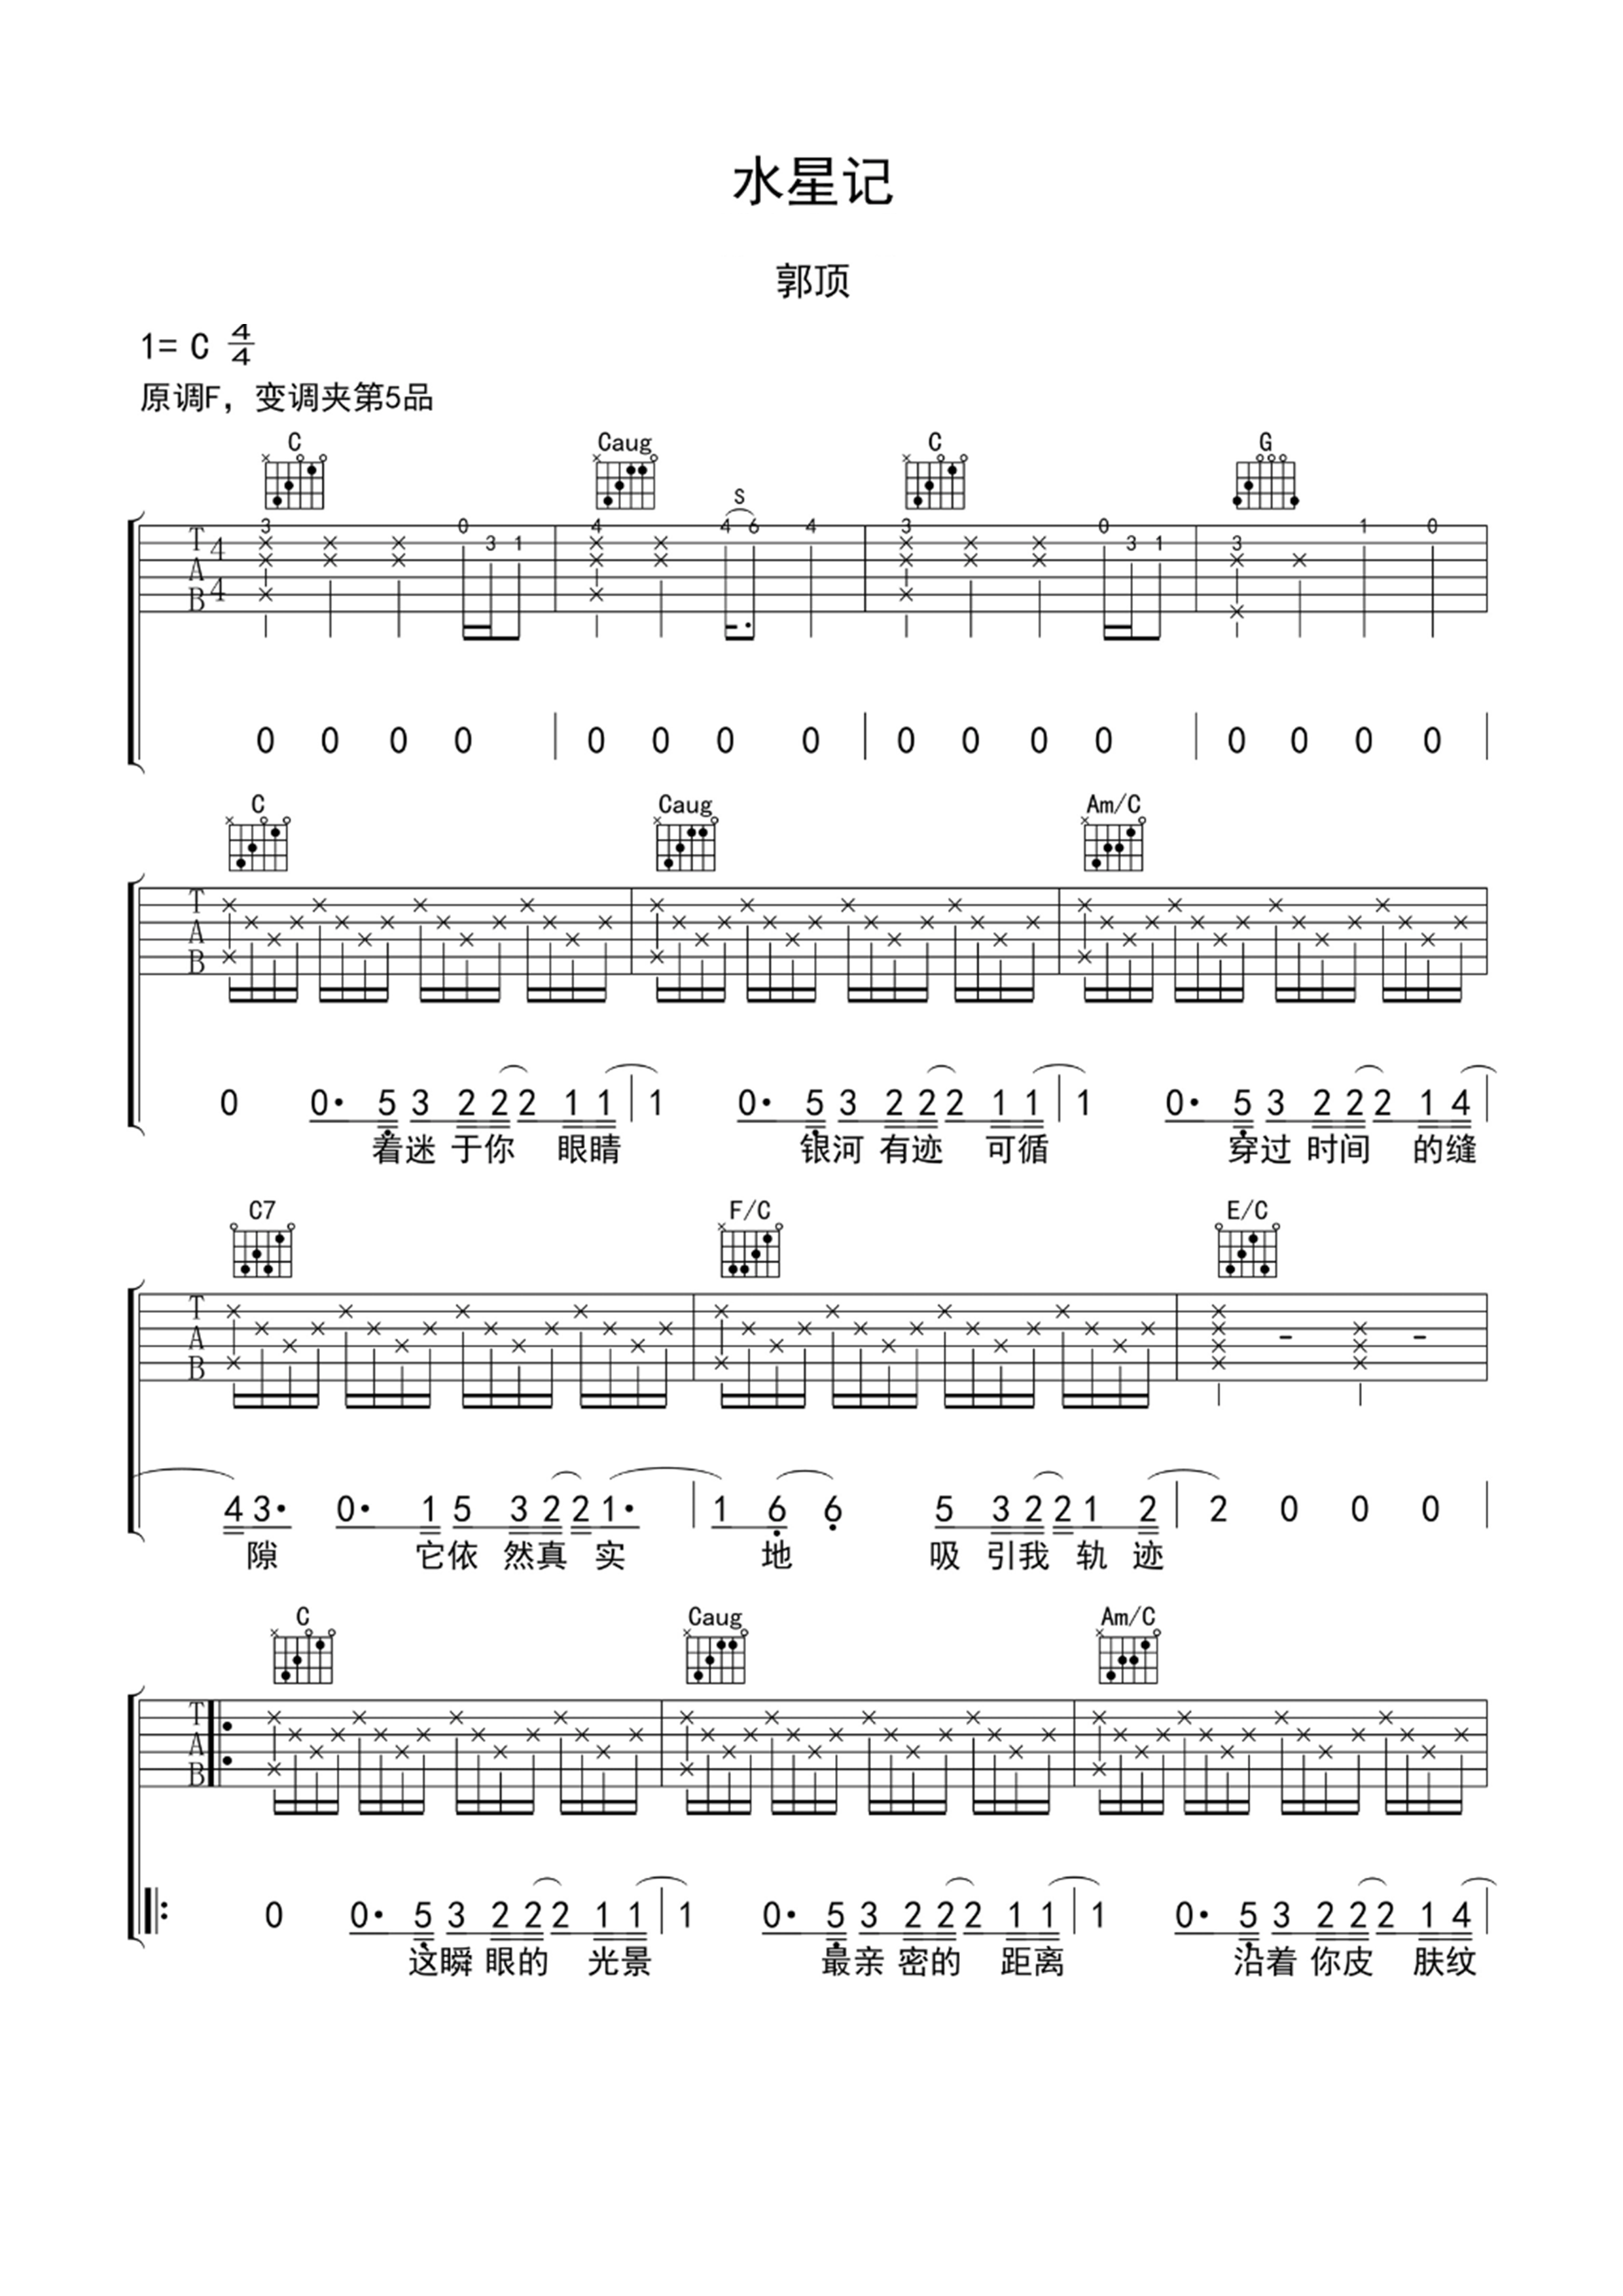 水星记
郭顶
1= C 4/4
原调F，变调夹第5品
C Caug C G
S
3 0 3 1 4 4 6 4 3 0 3 1 3 1 0
T A B 4 4
0 0 0 0 0 0 0 0 0 0 0 0 0 0 0 0
C Caug Am/C
T A B
0 0· 5 3 2 2 2 1 1 1 0· 5 3 2 2 2 1 1 1 0· 5 3 2 2 2 1 4
着迷 于你 眼睛 银河 有迹 可循 穿过 时间 的缝
C7 F/C E/C
T A B
4 3· 0· 1 5 3 2 2 1· 1 6 6 5 3 2 2 1 2 2 0 0 0
隙 它依 然真 实 地 吸 引我 轨 迹
C Caug Am/C
T A B
0 0· 5 3 2 2 2 1 1 1 0· 5 3 2 2 2 1 1 1 0· 5 3 2 2 2 1 4
这瞬 眼的 光景 最亲 密的 距离 沿着 你皮 肤纹